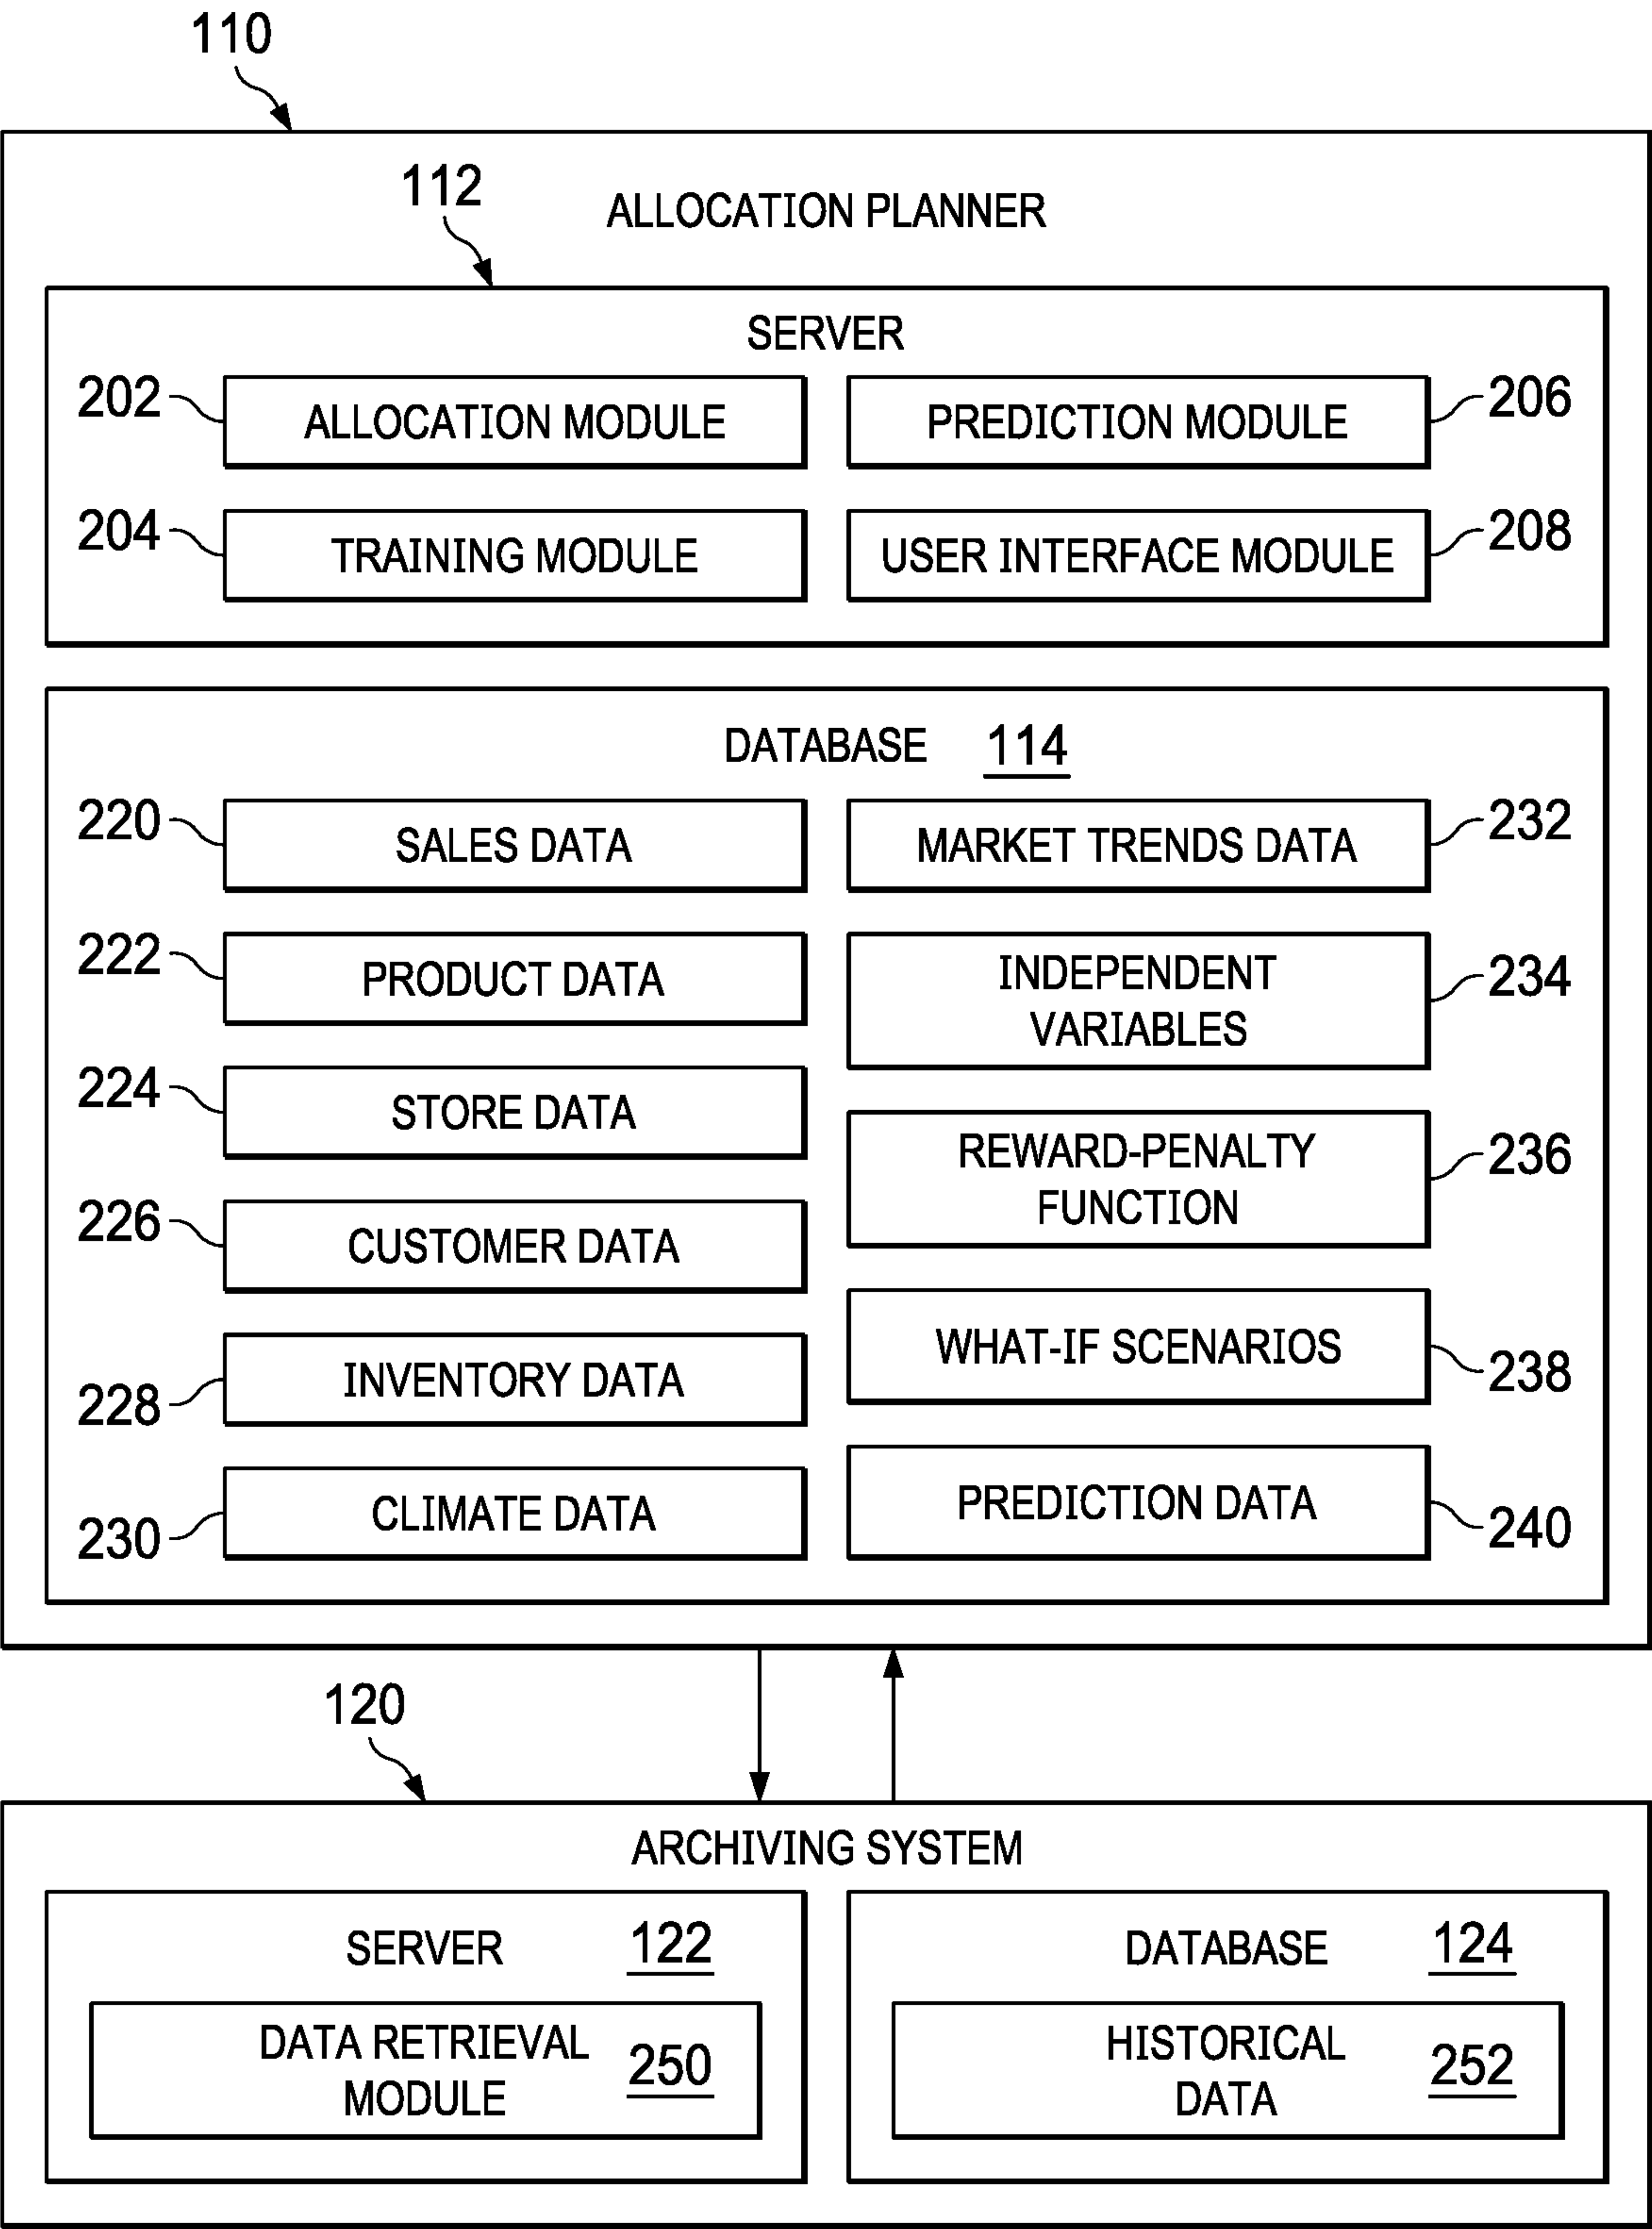 110
112
ALLOCATION PLANNER
SERVER
202
ALLOCATION MODULE
PREDICTION MODULE
206
204
TRAINING MODULE
USER INTERFACE MODULE
208
DATABASE 114
220
SALES DATA
MARKET TRENDS DATA
232
222
PRODUCT DATA
INDEPENDENT
VARIABLES
234
224
STORE DATA
REWARD-PENALTY
FUNCTION
236
226
CUSTOMER DATA
WHAT-IF SCENARIOS
238
228
INVENTORY DATA
PREDICTION DATA
240
230
CLIMATE DATA
120
ARCHIVING SYSTEM
SERVER 122
DATA RETRIEVAL
MODULE
250
DATABASE 124
HISTORICAL
DATA
252